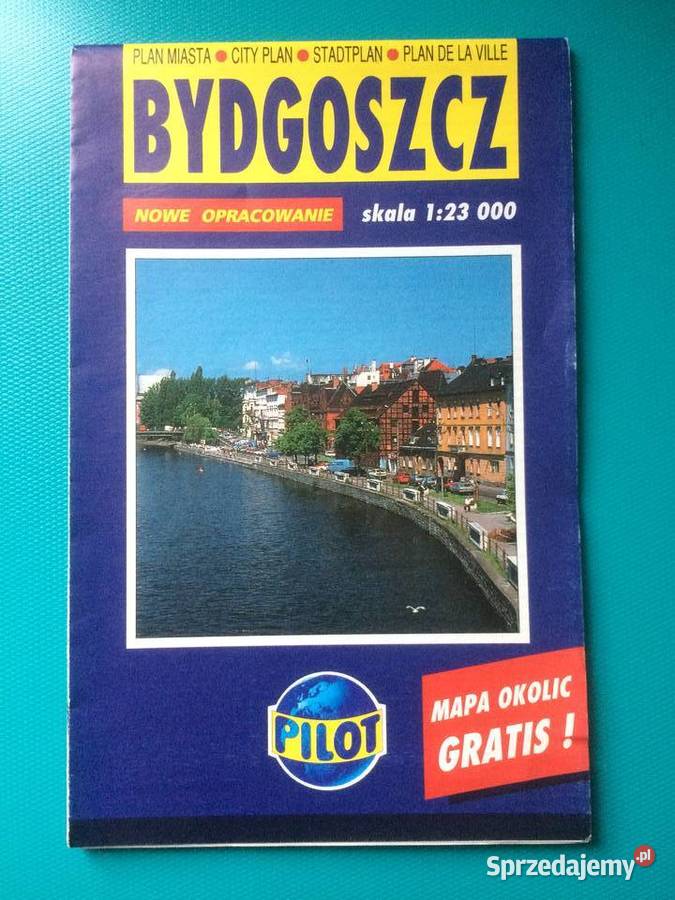 PLAN MIASTA • CITY PLAN • STADTPLAN • PLAN DE LA VILLE
BYDGOSZCZ
NOWE OPRACOWANIE
skala 1:23 000
PILOT
MAPA OKOLIC
GRATIS !
Sprzedajemy.pl